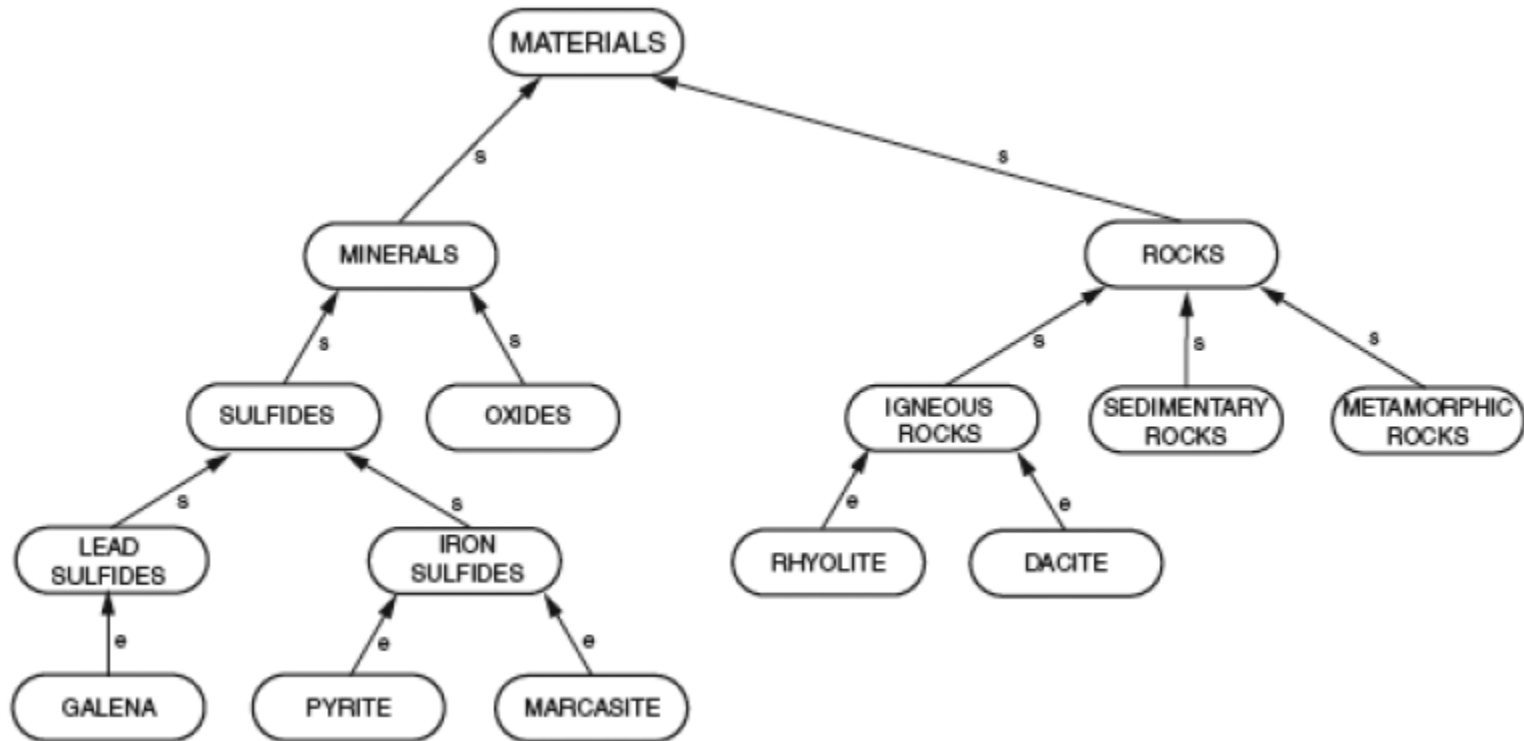 MATERIALS
s
s
MINERALS
ROCKS
s
s
s
s
s
SULFIDES
OXIDES
IGNEOUS
ROCKS
SEDIMENTARY
ROCKS
METAMORPHIC
ROCKS
s
s
e
e
LEAD
SULFIDES
IRON
SULFIDES
RHYOLITE
DACITE
e
e
e
GALENA
PYRITE
MARCASITE